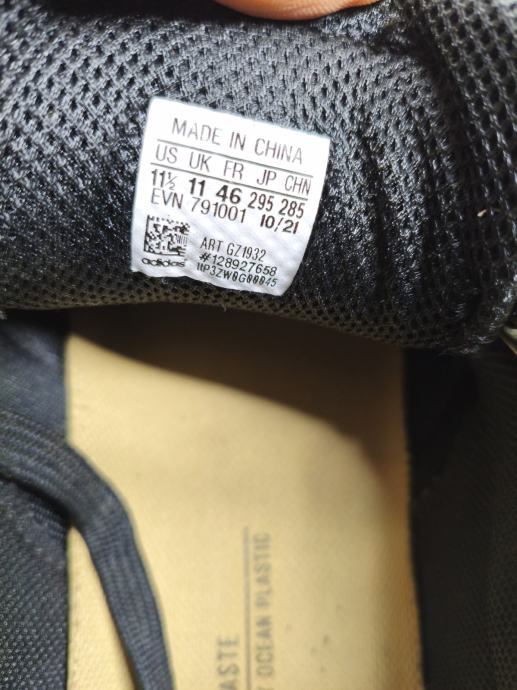 MADE IN CHINA
US UK FR JP CHN
11½ 11 46 295 285
EVN 791001 10/21
ART GZ1932
#128927658
adidas
ASTE
OCEAN PLASTIC